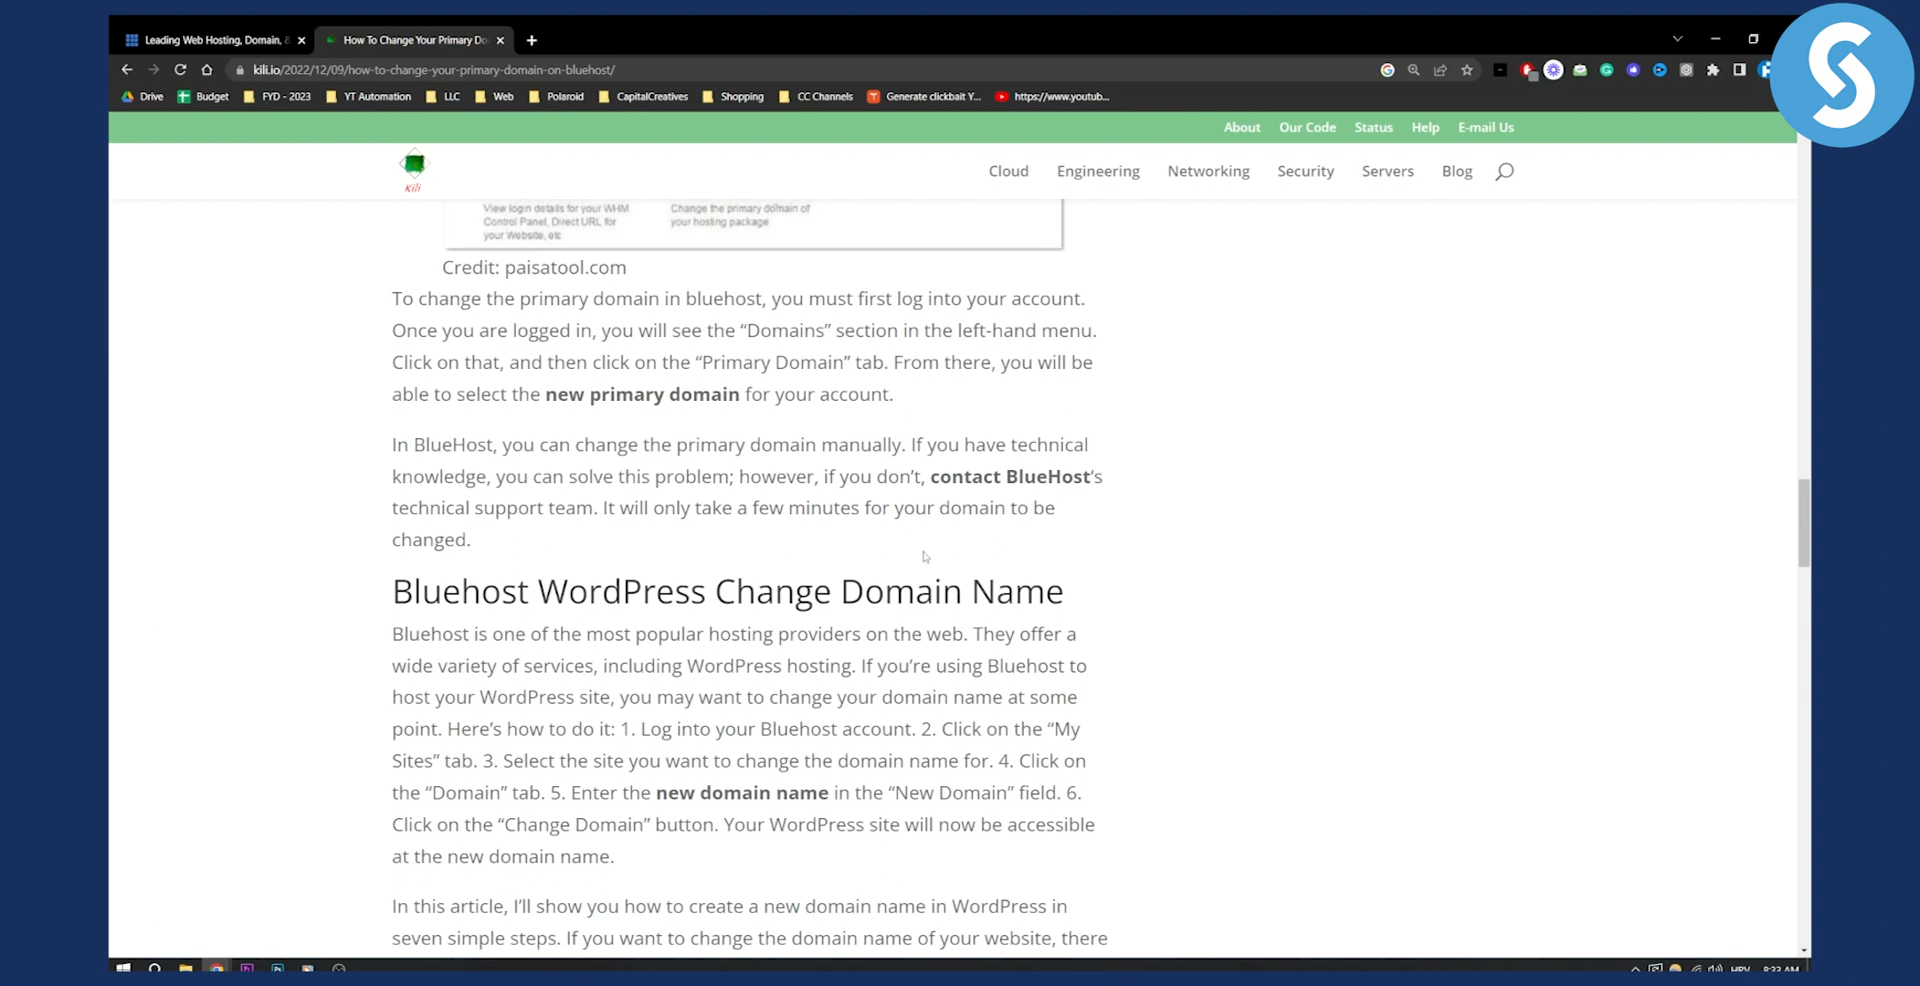 Leading Web Hosting, Domain, &
How To Change Your Primary Do
kili.io/2022/12/09/how-to-change-your-primary-domain-on-bluehost/
Drive
Budget
FYD - 2023
YT Automation
LLC
Web
Polaroid
CapitalCreatives
Shopping
CC Channels
Generate clickbait Y...
https://www.youtub...
About
Our Code
Status
Help
E-mail Us
Kili
Cloud
Engineering
Networking
Security
Servers
Blog
View login details for your WHM
Control Panel, Direct URL for
your Website, etc
Change the primary domain of
your hosting package
Credit: paisatool.com
To change the primary domain in bluehost, you must first log into your account.
Once you are logged in, you will see the “Domains” section in the left-hand menu.
Click on that, and then click on the “Primary Domain” tab. From there, you will be
able to select the new primary domain for your account.
In BlueHost, you can change the primary domain manually. If you have technical
knowledge, you can solve this problem; however, if you don’t, contact BlueHost‘s
technical support team. It will only take a few minutes for your domain to be
changed.
Bluehost WordPress Change Domain Name
Bluehost is one of the most popular hosting providers on the web. They offer a
wide variety of services, including WordPress hosting. If you’re using Bluehost to
host your WordPress site, you may want to change your domain name at some
point. Here’s how to do it: 1. Log into your Bluehost account. 2. Click on the “My
Sites” tab. 3. Select the site you want to change the domain name for. 4. Click on
the “Domain” tab. 5. Enter the new domain name in the “New Domain” field. 6.
Click on the “Change Domain” button. Your WordPress site will now be accessible
at the new domain name.
In this article, I’ll show you how to create a new domain name in WordPress in
seven simple steps. If you want to change the domain name of your website, there
HRV
8:33 AM